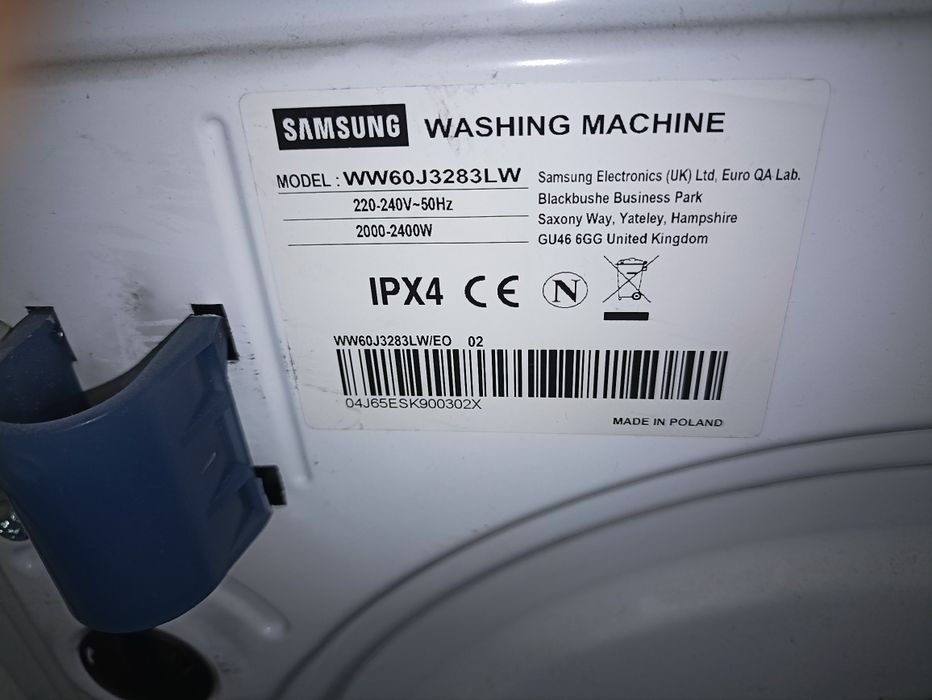 SAMSUNG WASHING MACHINE
MODEL : WW60J3283LW
220-240V~50Hz
2000-2400W
Samsung Electronics (UK) Ltd, Euro QA Lab.
Blackbushe Business Park
Saxony Way, Yateley, Hampshire
GU46 6GG United Kingdom
IPX4 CE N
WW60J3283LW/EO 02
04J65ESK900302X
MADE IN POLAND